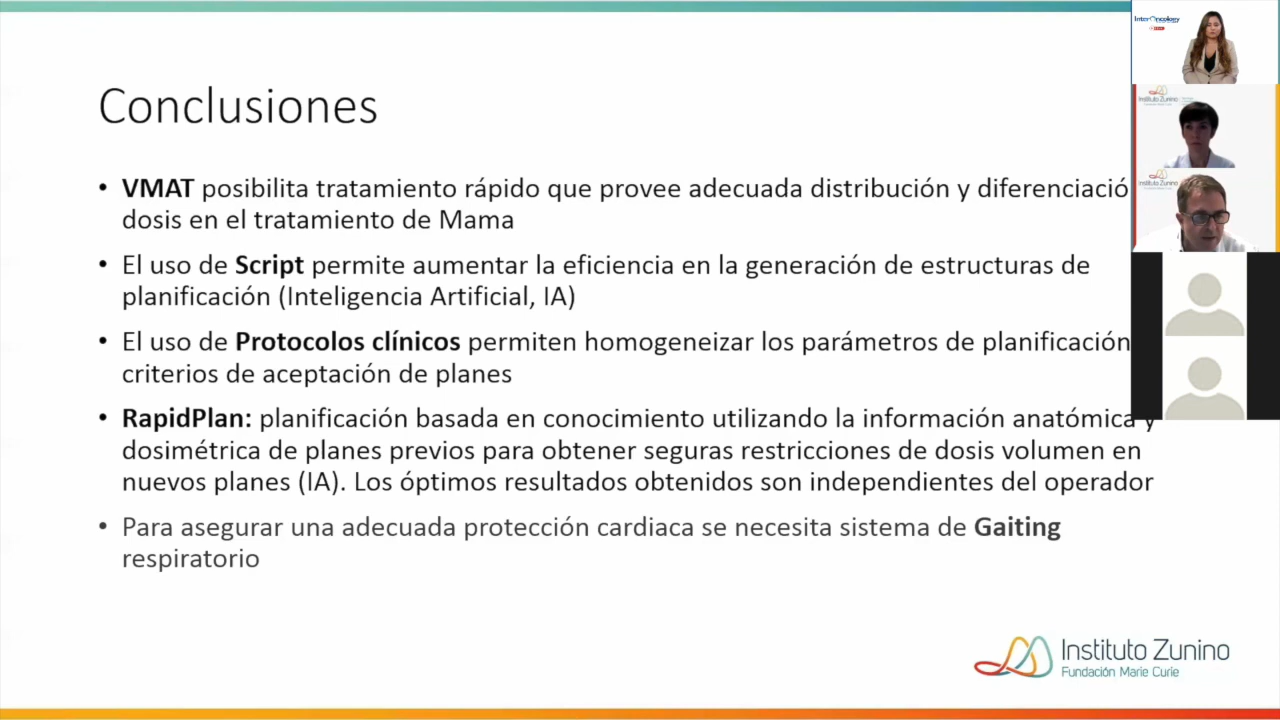 Conclusiones
• VMAT posibilita tratamiento rápido que provee adecuada distribución y diferenciació
dosis en el tratamiento de Mama
• El uso de Script permite aumentar la eficiencia en la generación de estructuras de
planificación (Inteligencia Artificial, IA)
• El uso de Protocolos clínicos permiten homogeneizar los parámetros de planificación
criterios de aceptación de planes
• RapidPlan: planificación basada en conocimiento utilizando la información anatómica y
dosimétrica de planes previos para obtener seguras restricciones de dosis volumen en
nuevos planes (IA). Los óptimos resultados obtenidos son independientes del operador
• Para asegurar una adecuada protección cardiaca se necesita sistema de Gaiting
respiratorio
Instituto Zunino
Fundación Marie Curie
InterOncology
Instituto Zunino
Instituto Zunino